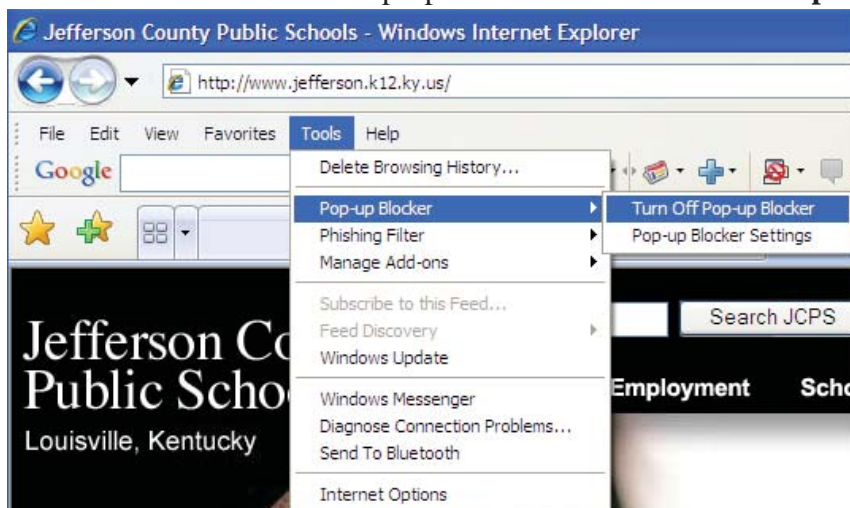 Jefferson County Public Schools - Windows Internet Explorer
http://www.jefferson.k12.ky.us/
File Edit View Favorites Tools Help
Google
Delete Browsing History...
Pop-up Blocker
Turn Off Pop-up Blocker
Phishing Filter
Pop-up Blocker Settings
Manage Add-ons
Subscribe to this Feed...
Feed Discovery
Windows Update
Windows Messenger
Diagnose Connection Problems...
Send To Bluetooth
Internet Options
Search JCPS
Jefferson Co
Public Scho
Employment Scho
Louisville, Kentucky